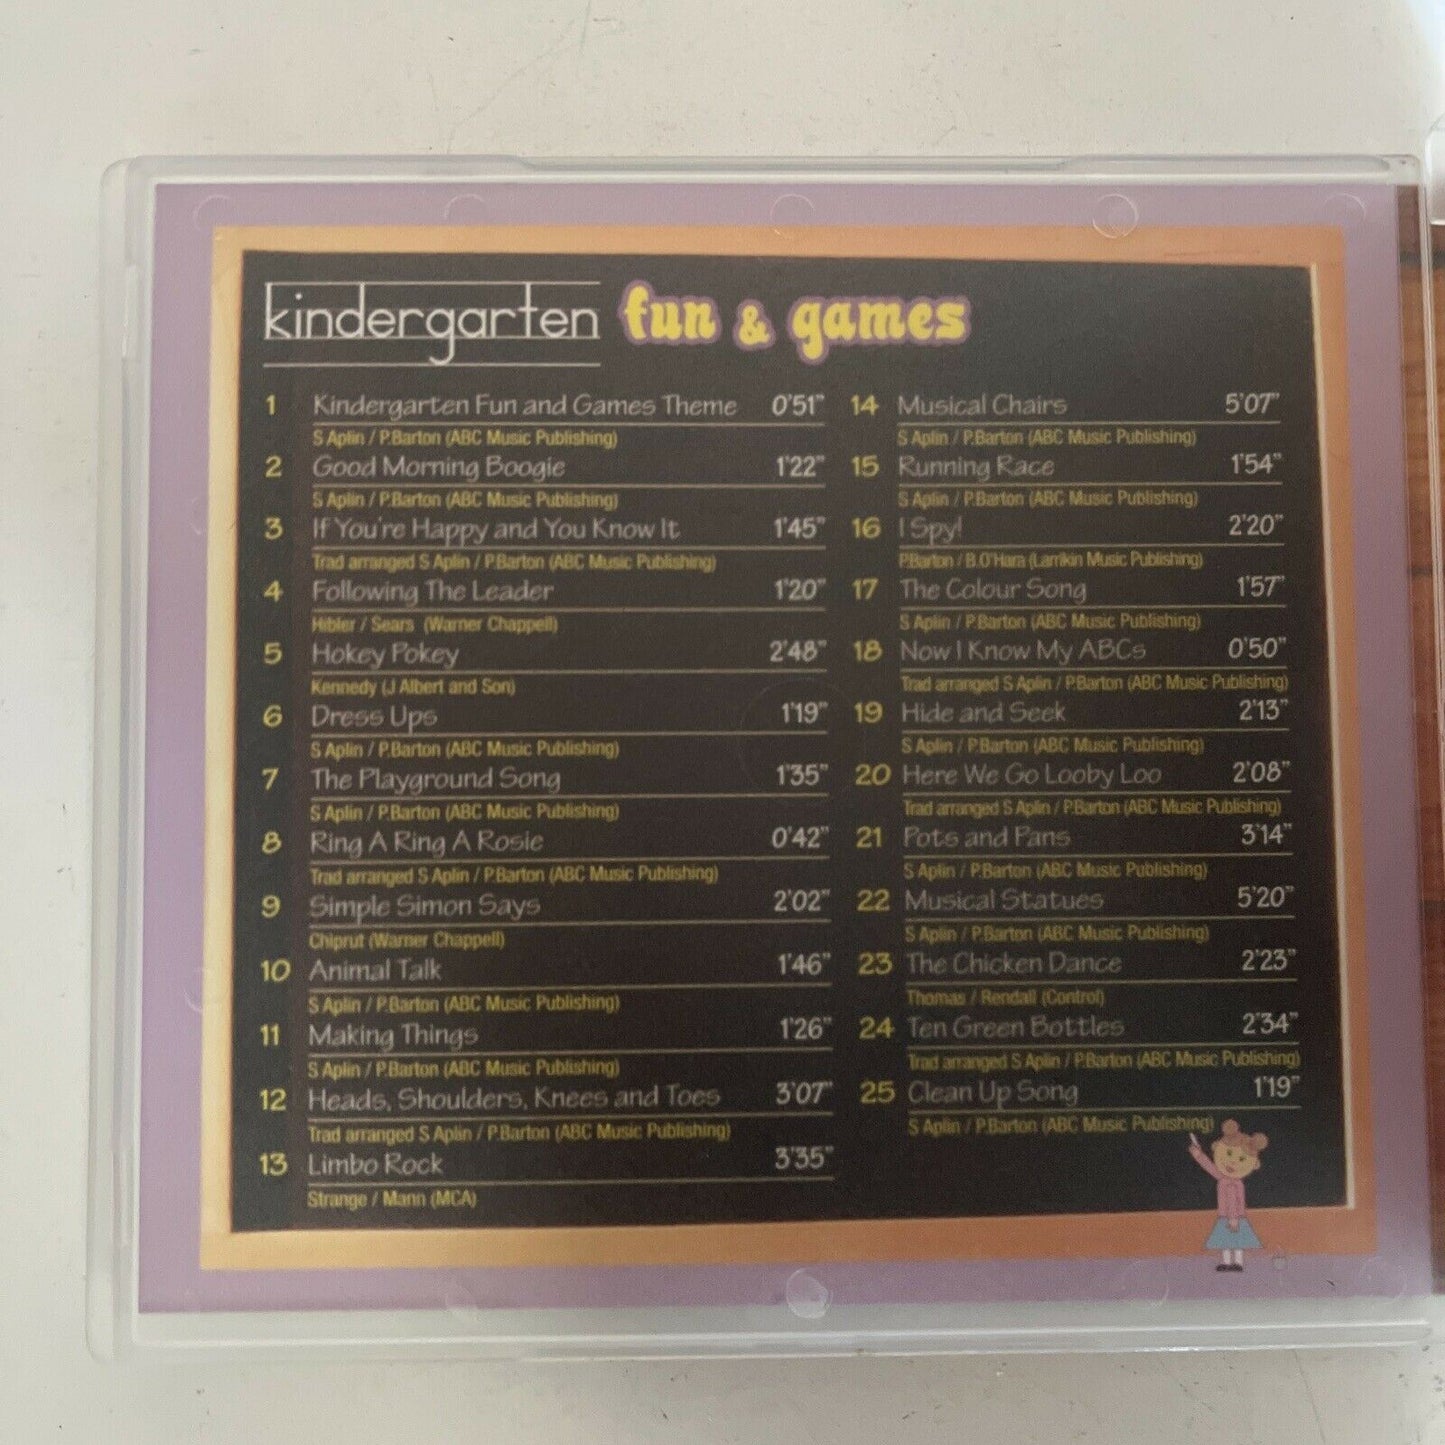 kindergarten fun & games
1 Kindergarten Fun and Games Theme 0'51"
S Aplin / P.Barton (ABC Music Publishing)
2 Good Morning Boogie 1'22"
S Aplin / P.Barton (ABC Music Publishing)
3 If You're Happy and You Know It 1'45"
Trad arranged S Aplin / P.Barton (ABC Music Publishing)
4 Following The Leader 1'20"
Hibler / Sears (Warner Chappell)
5 Hokey Pokey 2'48"
Kennedy (J Albert and Son)
6 Dress Ups 1'19"
S Aplin / P.Barton (ABC Music Publishing)
7 The Playground Song 1'35"
S Aplin / P.Barton (ABC Music Publishing)
8 Ring A Ring A Rosie 0'42"
Trad arranged S Aplin / P.Barton (ABC Music Publishing)
9 Simple Simon Says 2'02"
Chiprut (Warner Chappell)
10 Animal Talk 1'46"
S Aplin / P.Barton (ABC Music Publishing)
11 Making Things 1'26"
S Aplin / P.Barton (ABC Music Publishing)
12 Heads, Shoulders, Knees and Toes 3'07"
Trad arranged S Aplin / P.Barton (ABC Music Publishing)
13 Limbo Rock 3'35"
Strange / Mann (MCA)
14 Musical Chairs 5'07"
S Aplin / P.Barton (ABC Music Publishing)
15 Running Race 1'54"
S Aplin / P.Barton (ABC Music Publishing)
16 I Spy! 2'20"
P.Barton / B.O'Hara (Larrikin Music Publishing)
17 The Colour Song 1'57"
S Aplin / P.Barton (ABC Music Publishing)
18 Now I Know My ABCs 0'50"
Trad arranged S Aplin / P.Barton (ABC Music Publishing)
19 Hide and Seek 2'13"
S Aplin / P.Barton (ABC Music Publishing)
20 Here We Go Looby Loo 2'08"
Trad arranged S Aplin / P.Barton (ABC Music Publishing)
21 Pots and Pans 3'14"
S Aplin / P.Barton (ABC Music Publishing)
22 Musical Statues 5'20"
S Aplin / P.Barton (ABC Music Publishing)
23 The Chicken Dance 2'23"
Thomas / Rendall (Control)
24 Ten Green Bottles 2'34"
Trad arranged S Aplin / P.Barton (ABC Music Publishing)
25 Clean Up Song 1'19"
S Aplin / P.Barton (ABC Music Publishing)